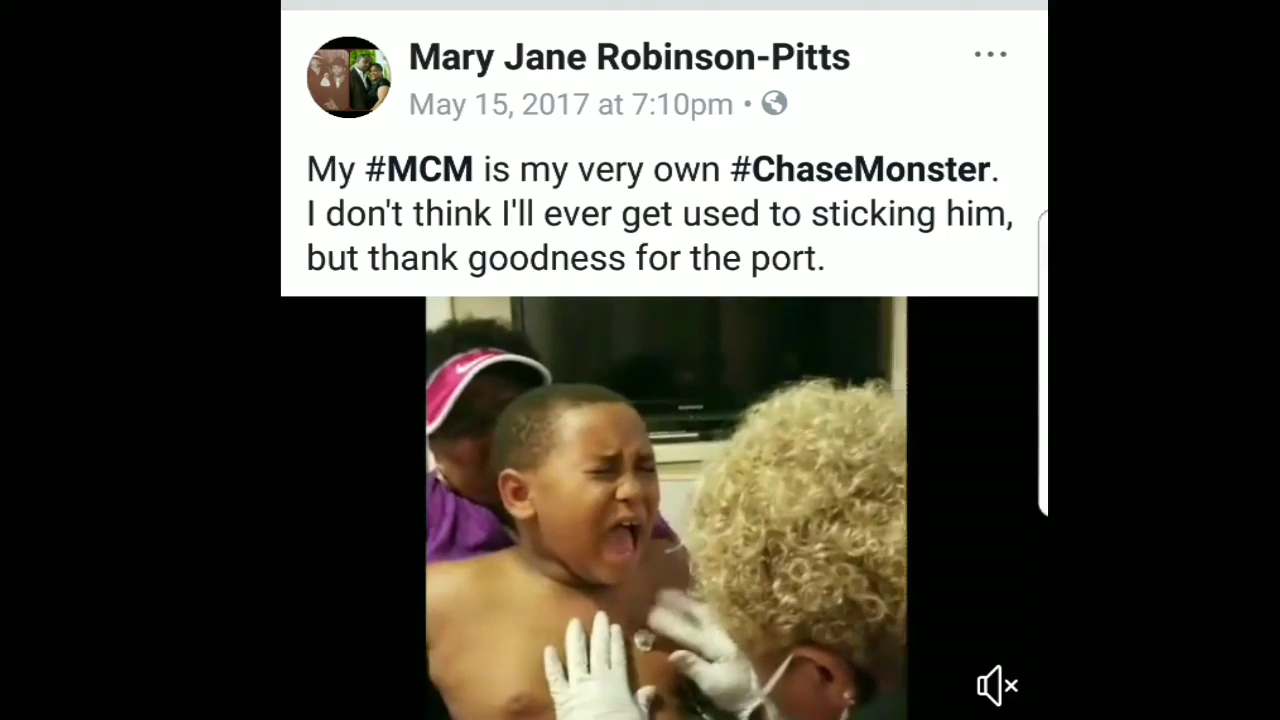 Mary Jane Robinson-Pitts
May 15, 2017 at 7:10pm •
My #MCM is my very own #ChaseMonster.
I don't think I'll ever get used to sticking him,
but thank goodness for the port.